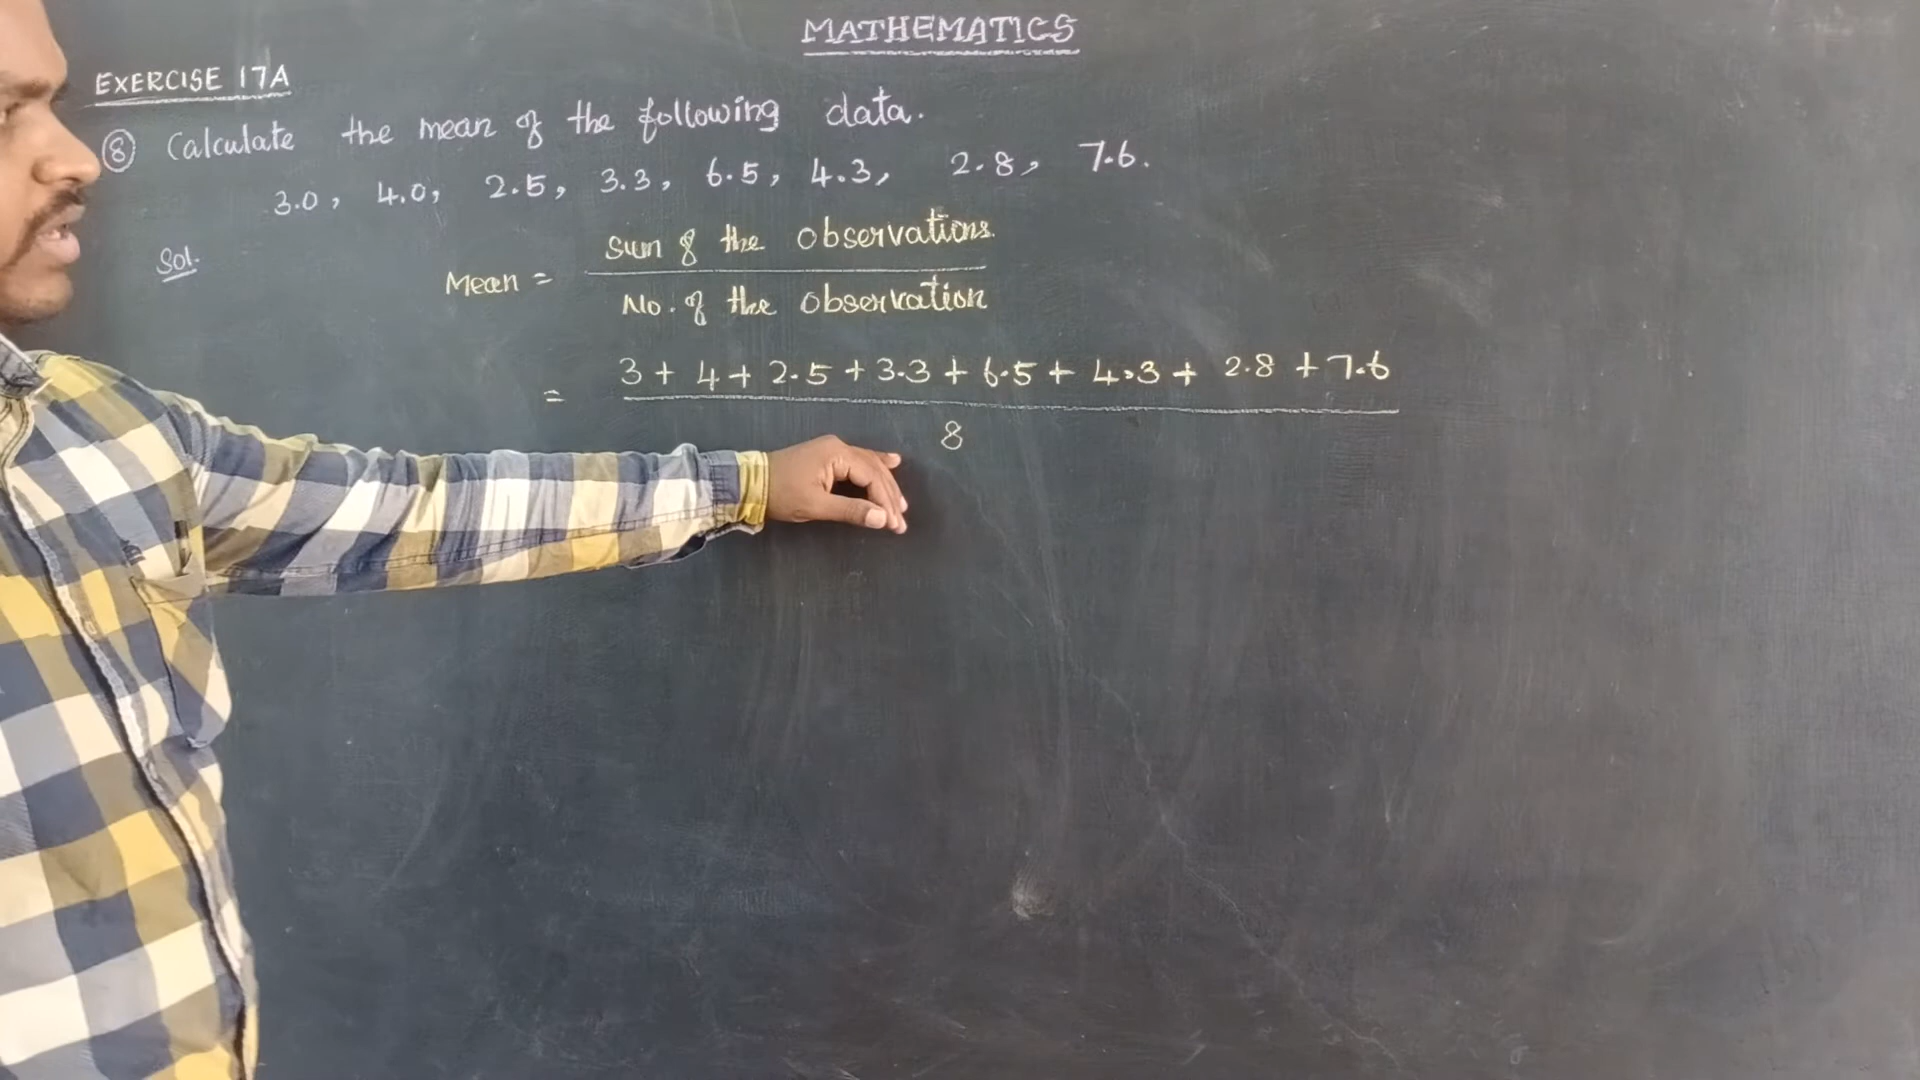 MATHEMATICS
EXERCISE 17A
⑧ Calculate the mean of the following data.
3.0, 4.0, 2.5, 3.3, 6.5, 4.3, 2.8, 7.6.
Sol.
Sum of the observations.
Mean =
No. of the observation
3 + 4 + 2.5 + 3.3 + 6.5 + 4.3 + 2.8 + 7.6
=
8